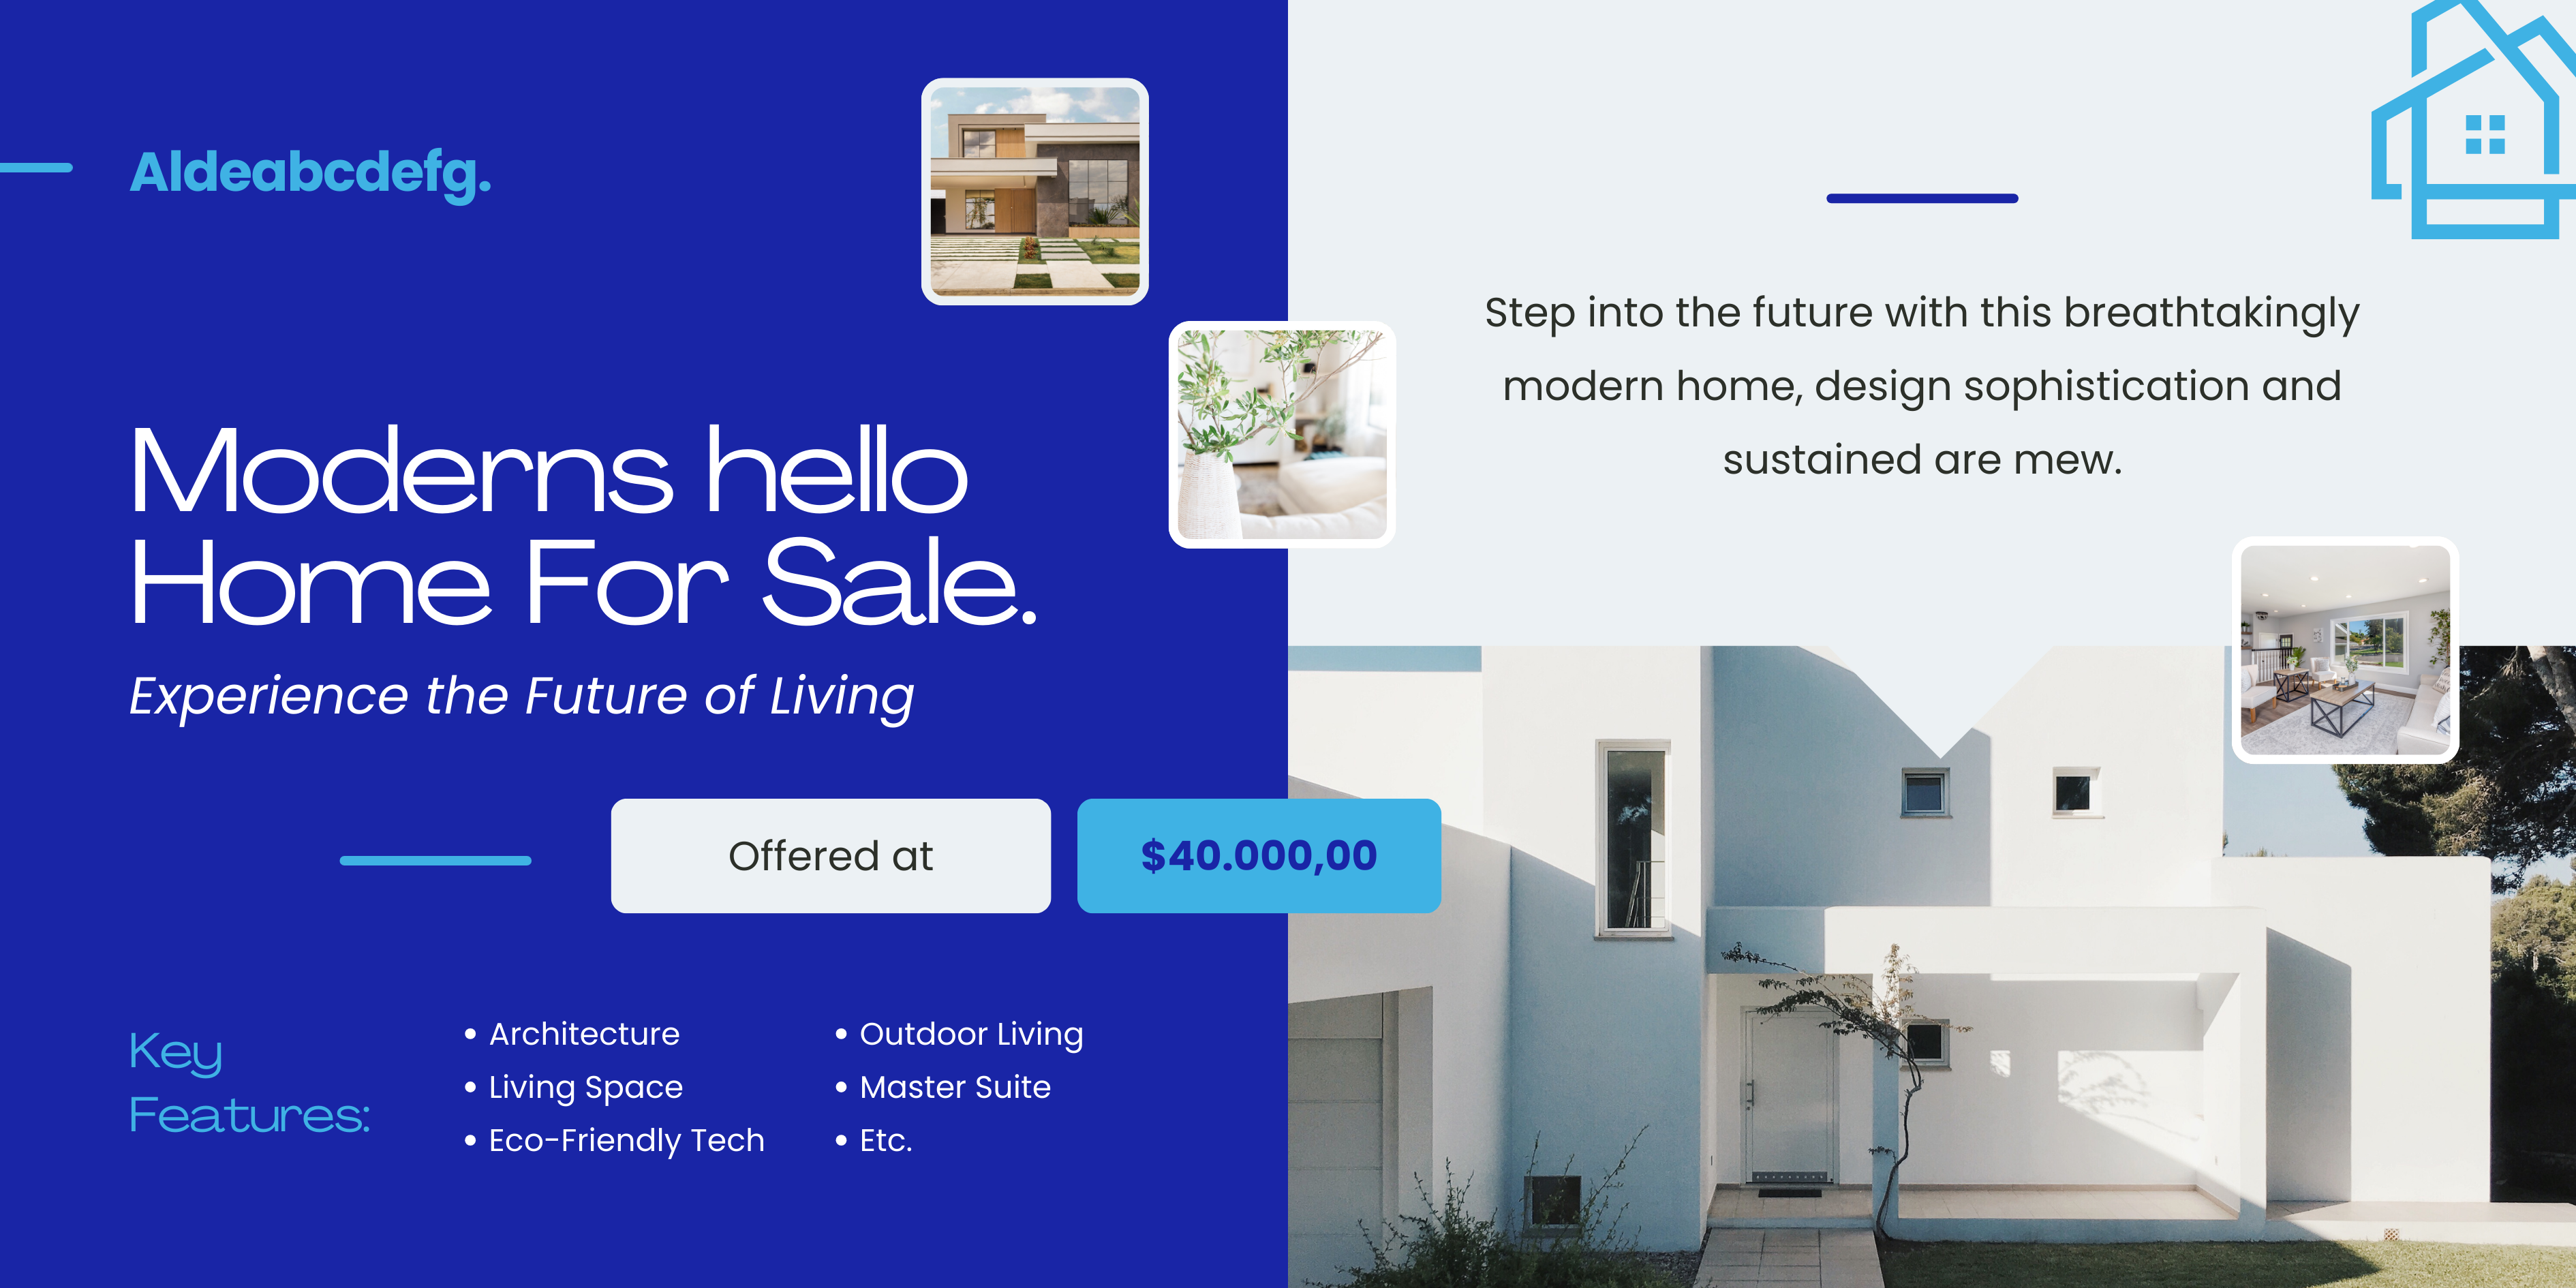 Aldeabcdefg.
Moderns hello
Home For Sale.
Experience the Future of Living
Offered at
$40.000,00
Key
Features:
• Architecture
• Living Space
• Eco-Friendly Tech
• Outdoor Living
• Master Suite
• Etc.
Step into the future with this breathtakingly
modern home, design sophistication and
sustained are mew.